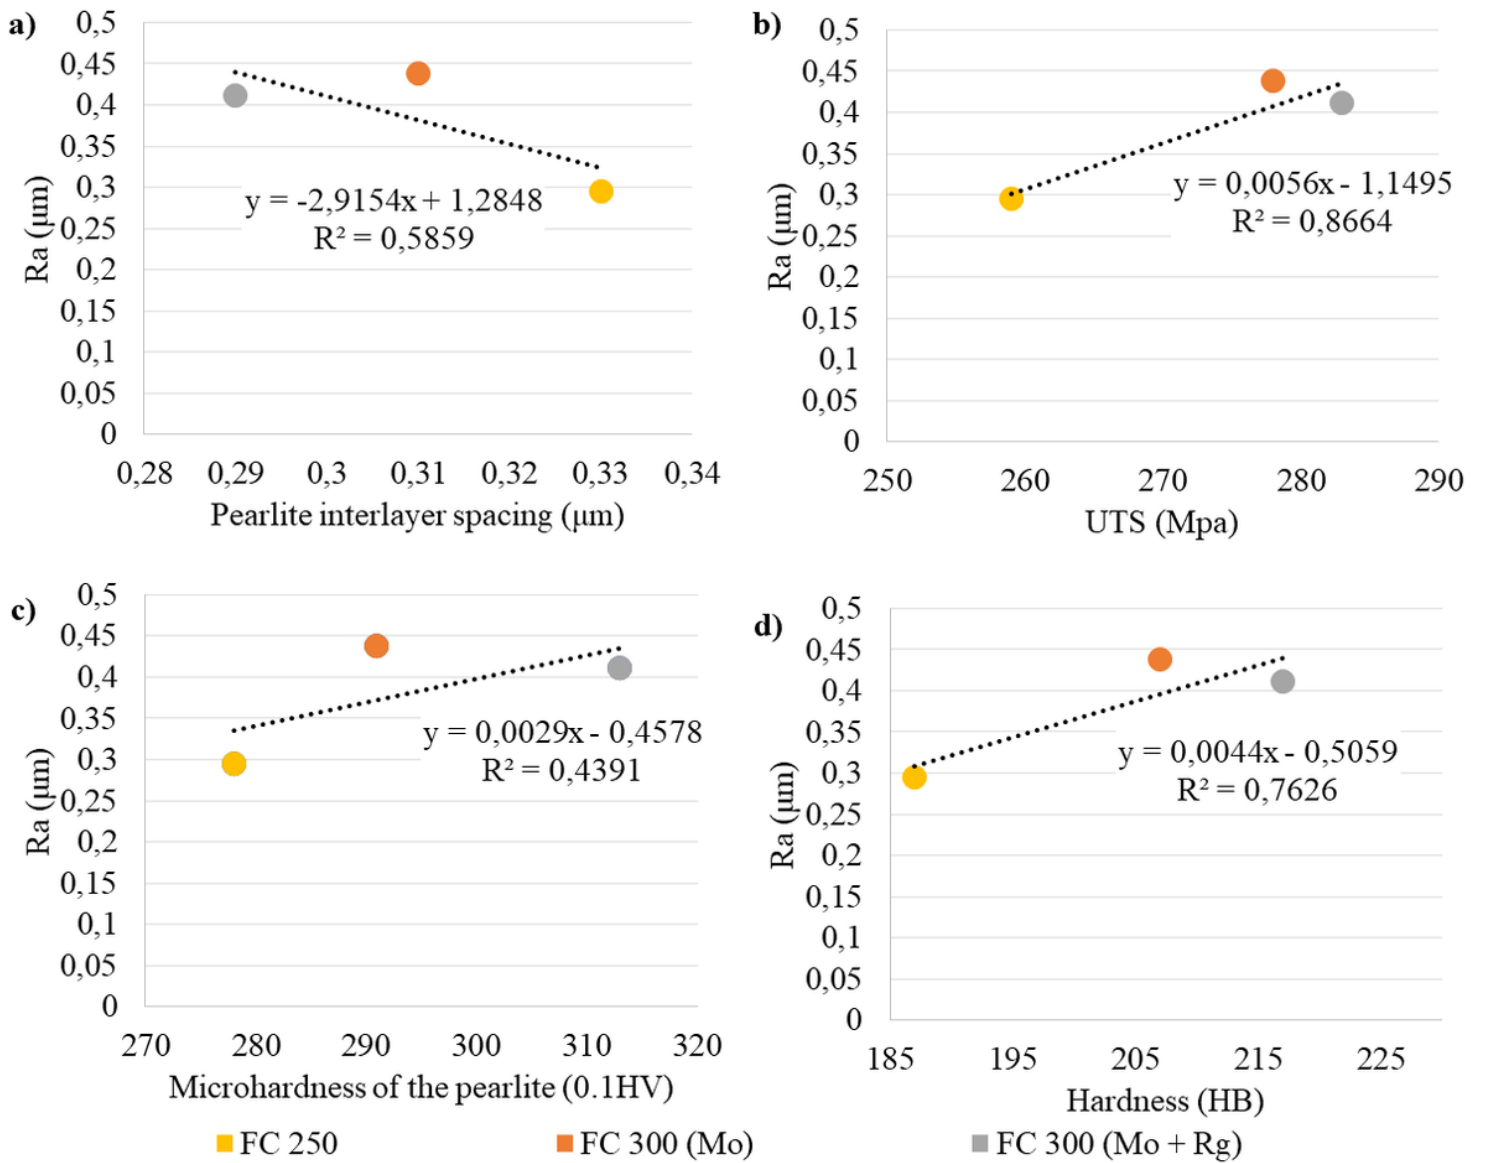 a)
0,5
0,45
0,4
0,35
0,3
0,25
0,2
0,15
0,1
0,05
0
Ra (μm)
y = -2,9154x + 1,2848
R² = 0,5859
0,28 0,29 0,3 0,31 0,32 0,33 0,34
Pearlite interlayer spacing (μm)
b)
0,5
0,45
0,4
0,35
0,3
0,25
0,2
0,15
0,1
0,05
0
Ra (μm)
y = 0,0056x - 1,1495
R² = 0,8664
250 260 270 280 290
UTS (Mpa)
c)
0,5
0,45
0,4
0,35
0,3
0,25
0,2
0,15
0,1
0,05
0
Ra (μm)
y = 0,0029x - 0,4578
R² = 0,4391
270 280 290 300 310 320
Microhardness of the pearlite (0.1HV)
d)
0,5
0,45
0,4
0,35
0,3
0,25
0,2
0,15
0,1
0,05
0
Ra (μm)
y = 0,0044x - 0,5059
R² = 0,7626
185 195 205 215 225
Hardness (HB)
FC 250 FC 300 (Mo) FC 300 (Mo + Rg)